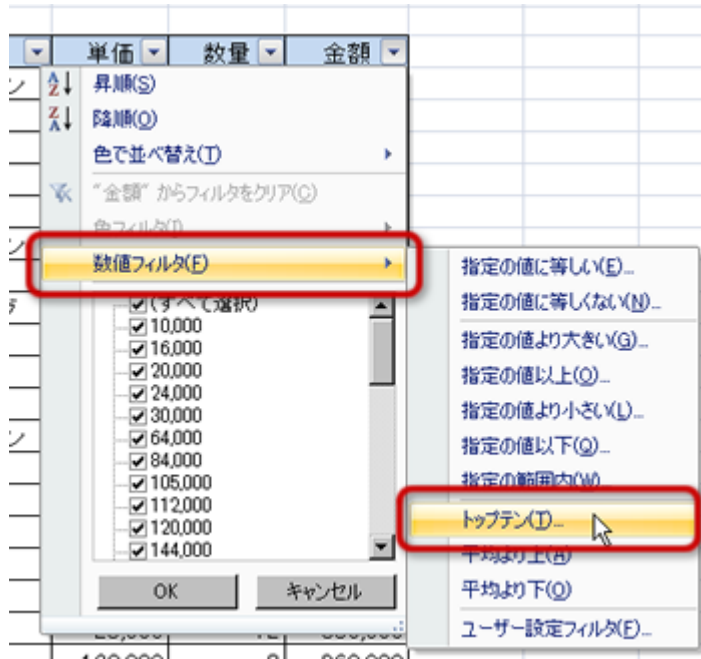 単価 数量 金額
昇順(S)
降順(O)
色で並べ替え(T)
"金額" からフィルタをクリア(C)
色フィルタ(I)
数値フィルタ(F)
(すべて選択)
10,000
16,000
20,000
24,000
30,000
64,000
84,000
105,000
112,000
120,000
144,000
OK キャンセル
指定の値に等しい(E)...
指定の値に等しくない(N)...
指定の値より大きい(G)...
指定の値以上(O)...
指定の値より小さい(L)...
指定の値以下(Q)...
指定の範囲内(W)
トップテン(T)...
平均より上(A)
平均より下(O)
ユーザー設定フィルタ(F)...